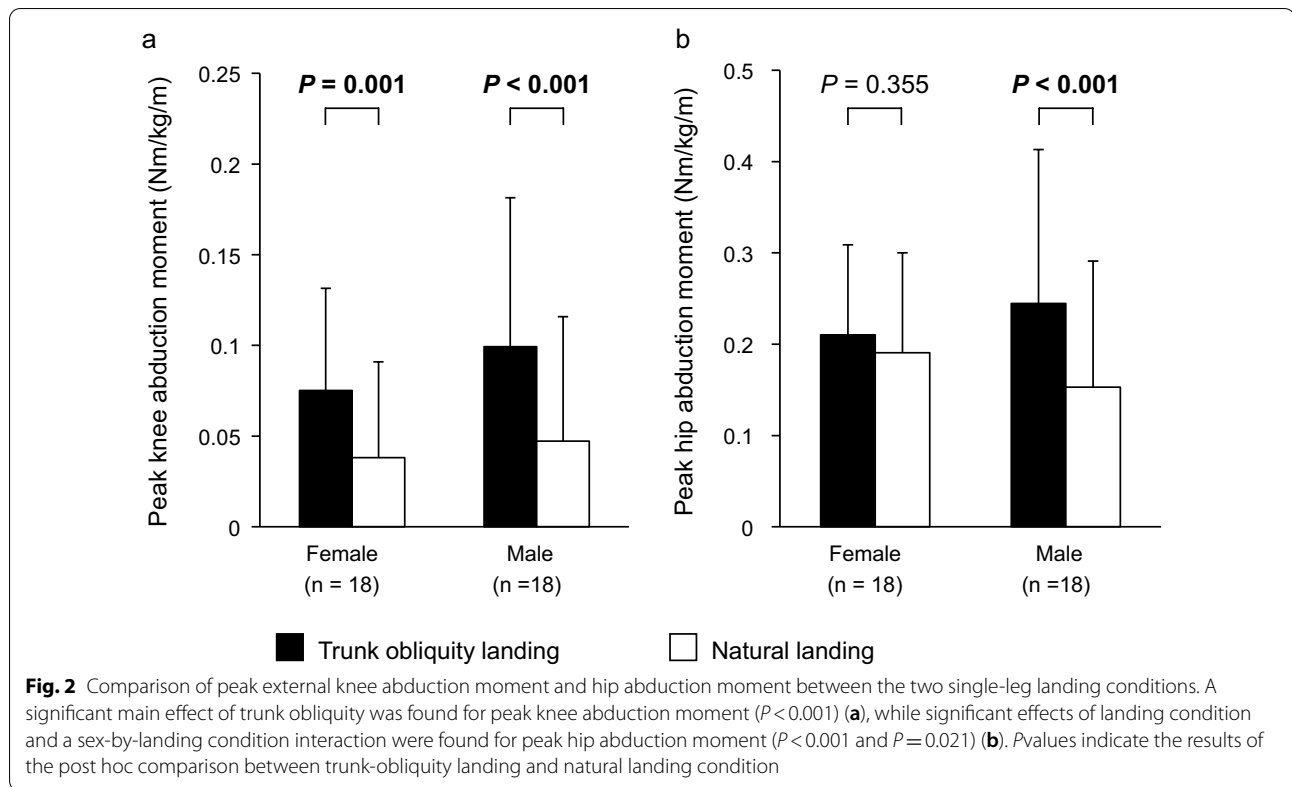 a
Peak knee abduction moment (Nm/kg/m)
0.25
0.2
0.15
0.1
0.05
0
P = 0.001
P < 0.001
Female
(n = 18)
Male
(n =18)
b
Peak hip abduction moment (Nm/kg/m)
0.5
0.4
0.3
0.2
0.1
0
P = 0.355
P < 0.001
Female
(n = 18)
Male
(n =18)
Trunk obliquity landing
Natural landing
Fig. 2 Comparison of peak external knee abduction moment and hip abduction moment between the two single-leg landing conditions. A
significant main effect of trunk obliquity was found for peak knee abduction moment (P < 0.001) (a), while significant effects of landing condition
and a sex-by-landing condition interaction were found for peak hip abduction moment (P < 0.001 and P = 0.021) (b). Pvalues indicate the results of
the post hoc comparison between trunk-obliquity landing and natural landing condition